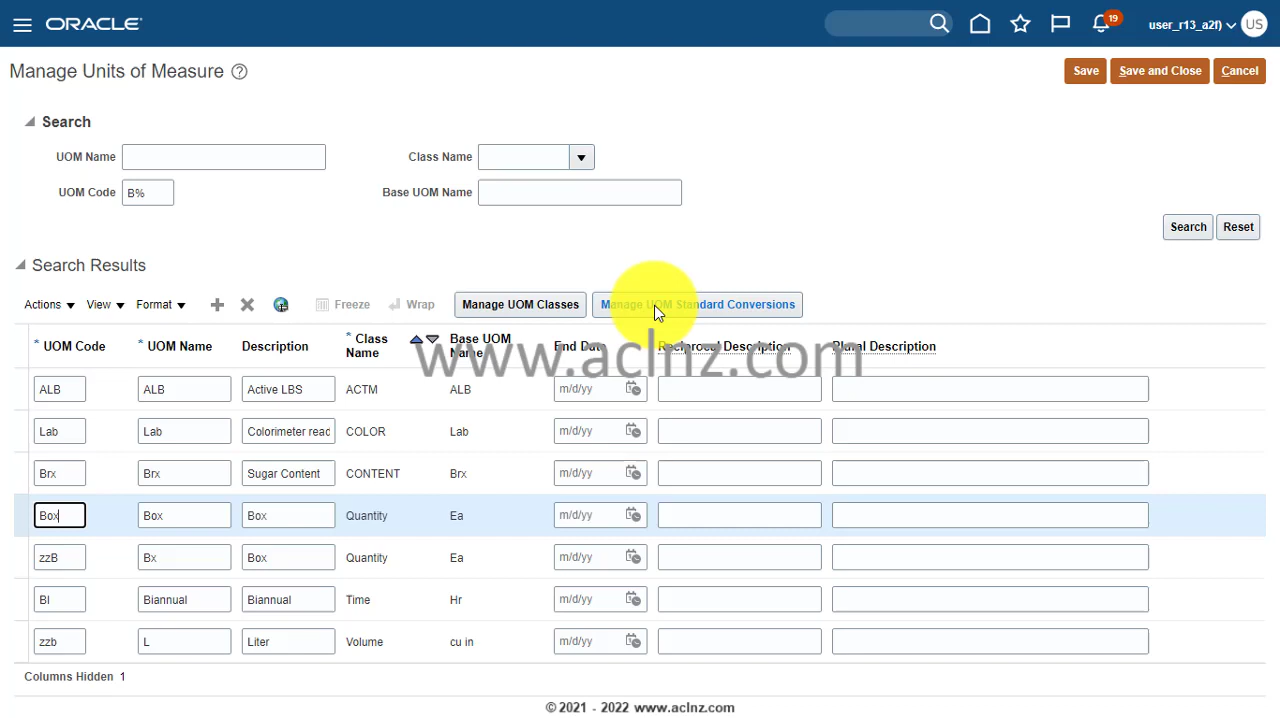 ORACLE
19
user_r13_a2f)
US
Manage Units of Measure ?
Save
Save and Close
Cancel
Search
UOM Name
Class Name
UOM Code B%
Base UOM Name
Search
Reset
Search Results
Actions View Format Freeze Wrap Manage UOM Classes Manage UOM Standard Conversions
* UOM Code * UOM Name Description * Class Name Base UOM Name End Date Reciprocal Description Plural Description
www.aclnz.com
ALB ALB Active LBS ACTM ALB m/d/yy
Lab Lab Colorimeter read COLOR Lab m/d/yy
Brx Brx Sugar Content CONTENT Brx m/d/yy
Box Box Box Quantity Ea m/d/yy
zzB Bx Box Quantity Ea m/d/yy
BI Biannual Biannual Time Hr m/d/yy
zzb L Liter Volume cu in m/d/yy
Columns Hidden 1
© 2021 - 2022 www.aclnz.com